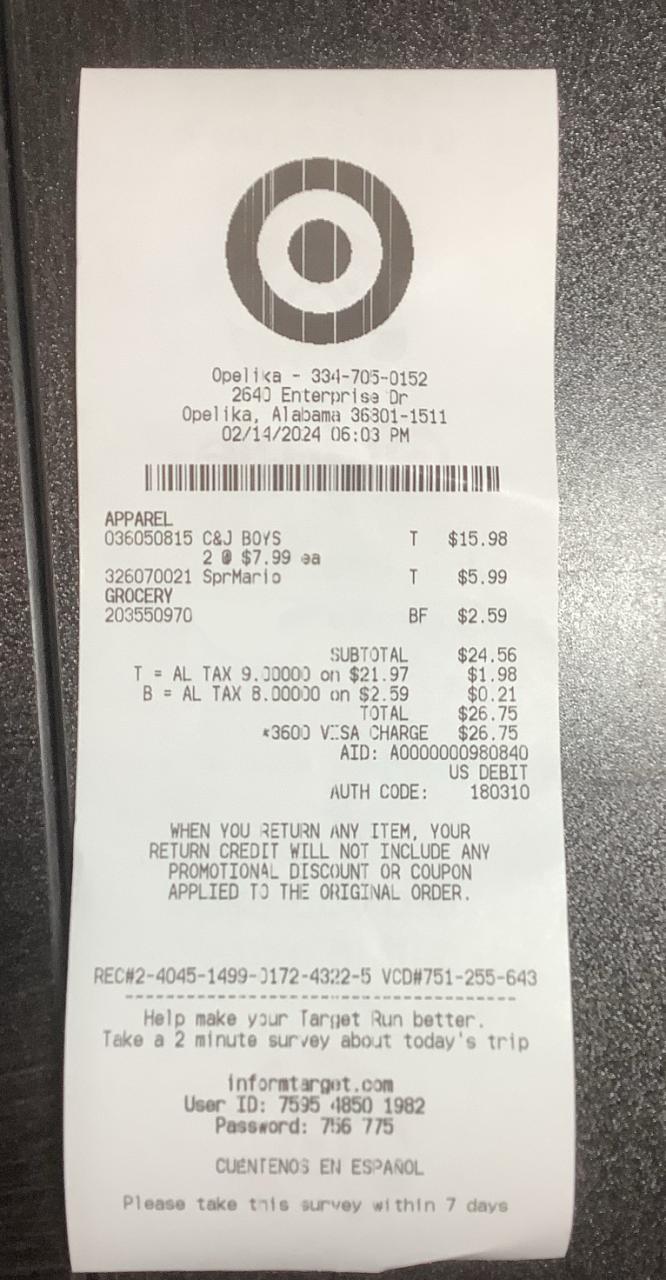 Opelika - 334-705-0152
2640 Enterprise Dr
Opelika, Alabama 36801-1511
02/14/2024 06:03 PM
APPAREL
036050815 C&J BOYS T $15.98
2 @ $7.99 ea
326070021 SprMario T $5.99
GROCERY
203550970 BF $2.59
SUBTOTAL $24.56
T = AL TAX 9.00000 on $21.97 $1.98
B = AL TAX 8.00000 on $2.59 $0.21
TOTAL $26.75
*3600 VISA CHARGE $26.75
AID: A0000000980840
US DEBIT
AUTH CODE: 180310
WHEN YOU RETURN ANY ITEM, YOUR
RETURN CREDIT WILL NOT INCLUDE ANY
PROMOTIONAL DISCOUNT OR COUPON
APPLIED TO THE ORIGINAL ORDER.
REC#2-4045-1499-0172-4322-5 VCD#751-255-643
Help make your Target Run better.
Take a 2 minute survey about today's trip
informtarget.com
User ID: 7595 4850 1982
Password: 756 775
CUÉNTENOS EN ESPAÑOL
Please take this survey within 7 days